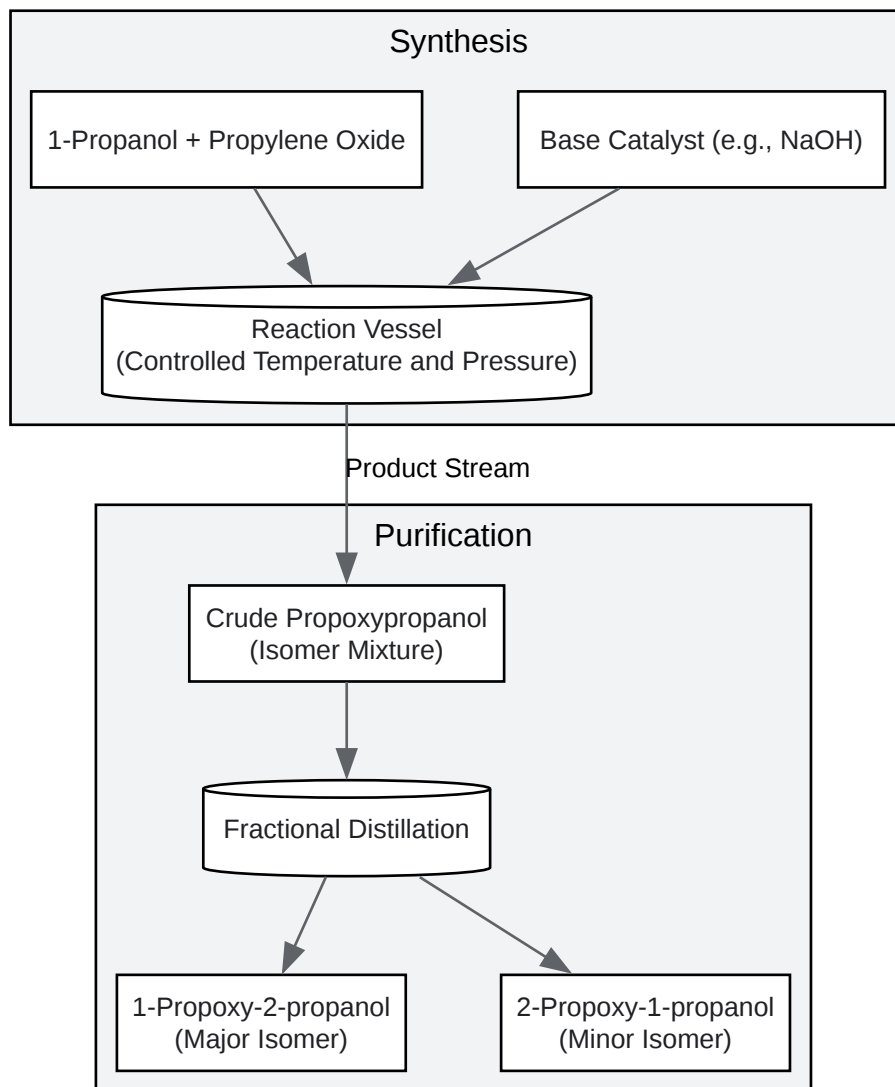 Synthesis
1-Propanol + Propylene Oxide
Base Catalyst (e.g., NaOH)
Reaction Vessel
(Controlled Temperature and Pressure)
Product Stream
Purification
Crude Propoxypropanol
(Isomer Mixture)
Fractional Distillation
1-Propoxy-2-propanol
(Major Isomer)
2-Propoxy-1-propanol
(Minor Isomer)